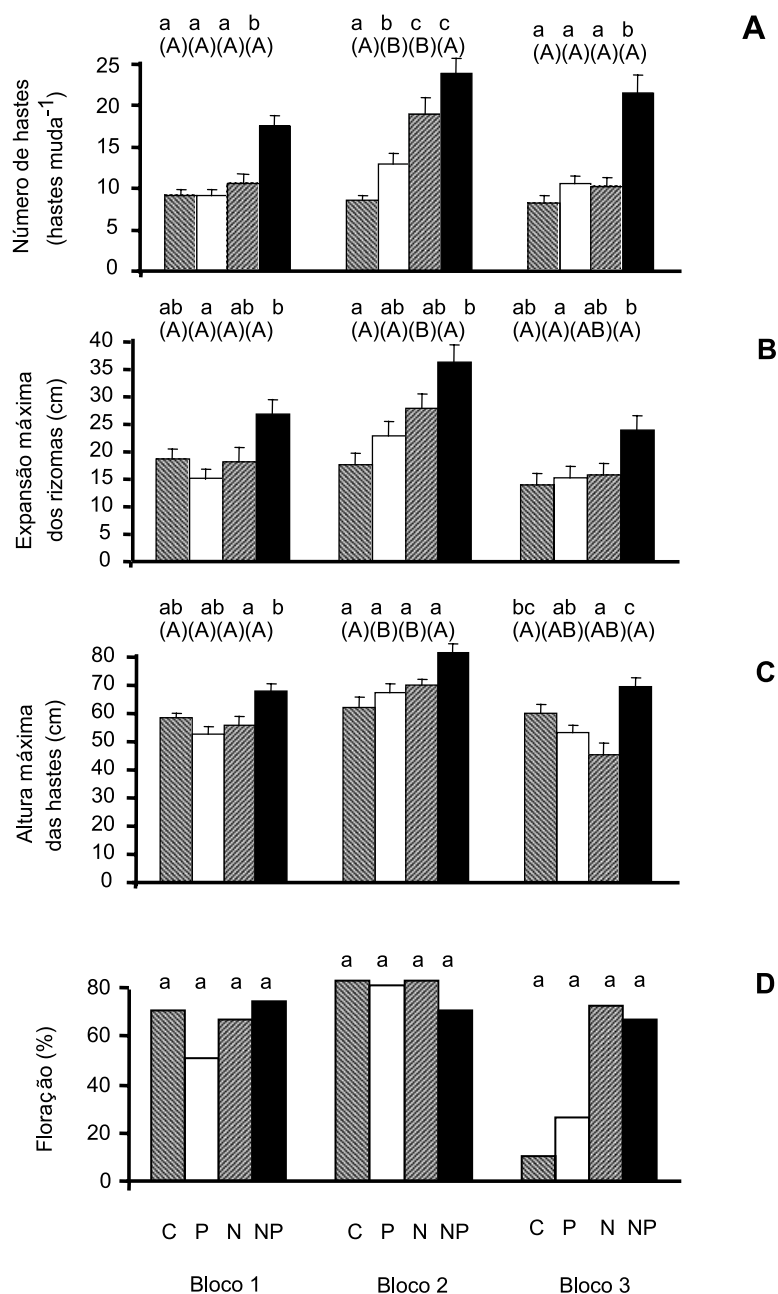 a a a b a b c c a a a b A
(A)(A)(A)(A) (A)(B)(B)(A) (A)(A)(A)(A)
Número de hastes
(hastes muda-1)
25
20
15
10
5
0
ab a ab b a ab ab b ab a ab b
(A)(A)(A)(A) (A)(A)(B)(A) (A)(A)(AB)(A)
B
Expansão máxima
dos rizomas (cm)
40
35
30
25
20
15
10
5
0
ab ab a b a a a a bc ab a c
(A)(A)(A)(A) (A)(B)(B)(A) (A)(AB)(AB)(A)
C
Altura máxima
das hastes (cm)
80
70
60
50
40
30
20
10
0
a a a a a a a a a a a a
D
Floração (%)
80
60
40
20
0
C P N NP C P N NP C P N NP
Bloco 1 Bloco 2 Bloco 3